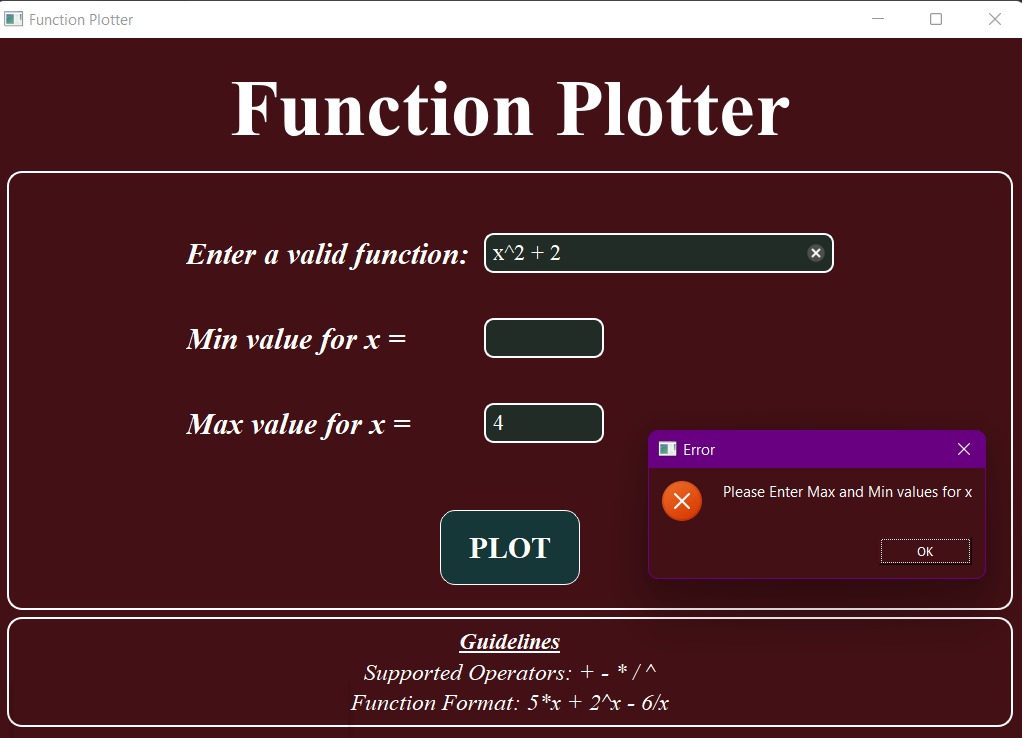 Function Plotter
Function Plotter
Enter a valid function: x^2 + 2
Min value for x =
Max value for x = 4
Error
Please Enter Max and Min values for x
OK
PLOT
Guidelines
Supported Operators: + - * / ^
Function Format: 5*x + 2^x - 6/x